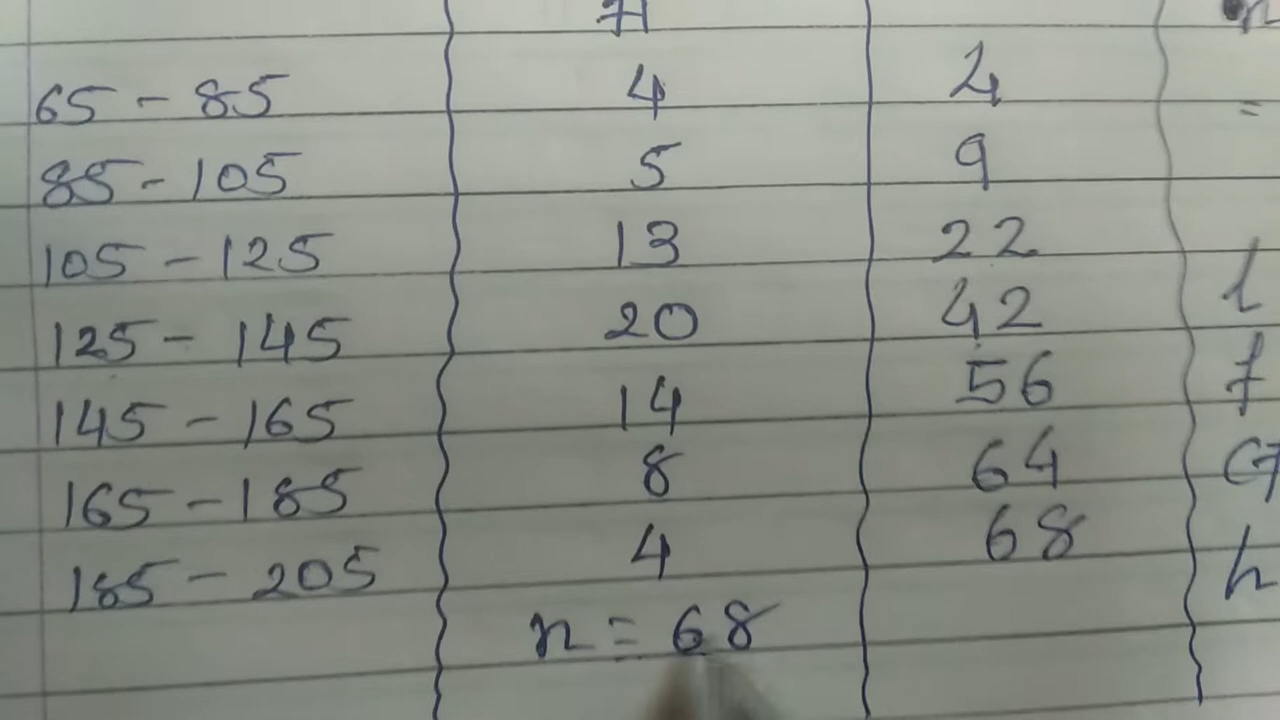 fi
65 - 85 4 4
85 - 105 5 9
105 - 125 13 22
125 - 145 20 42 l
145 - 165 14 56 f
165 - 185 8 64
185 - 205 4 68 h
n = 68